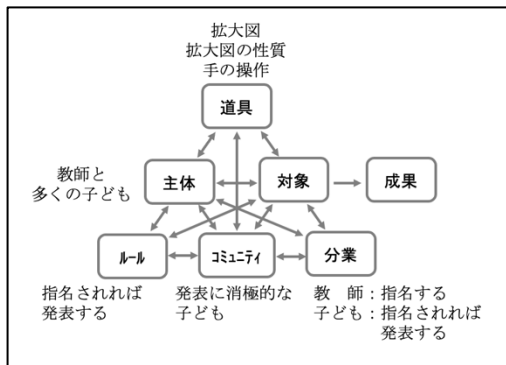 拡大図
拡大図の性質
手の操作
道具
教師と
多くの子ども
主体
対象
成果
ルール
コミュニティ
分業
指名されれば
発表する
発表に消極的な
子ども
教　師：指名する
子ども：指名されれば
発表する